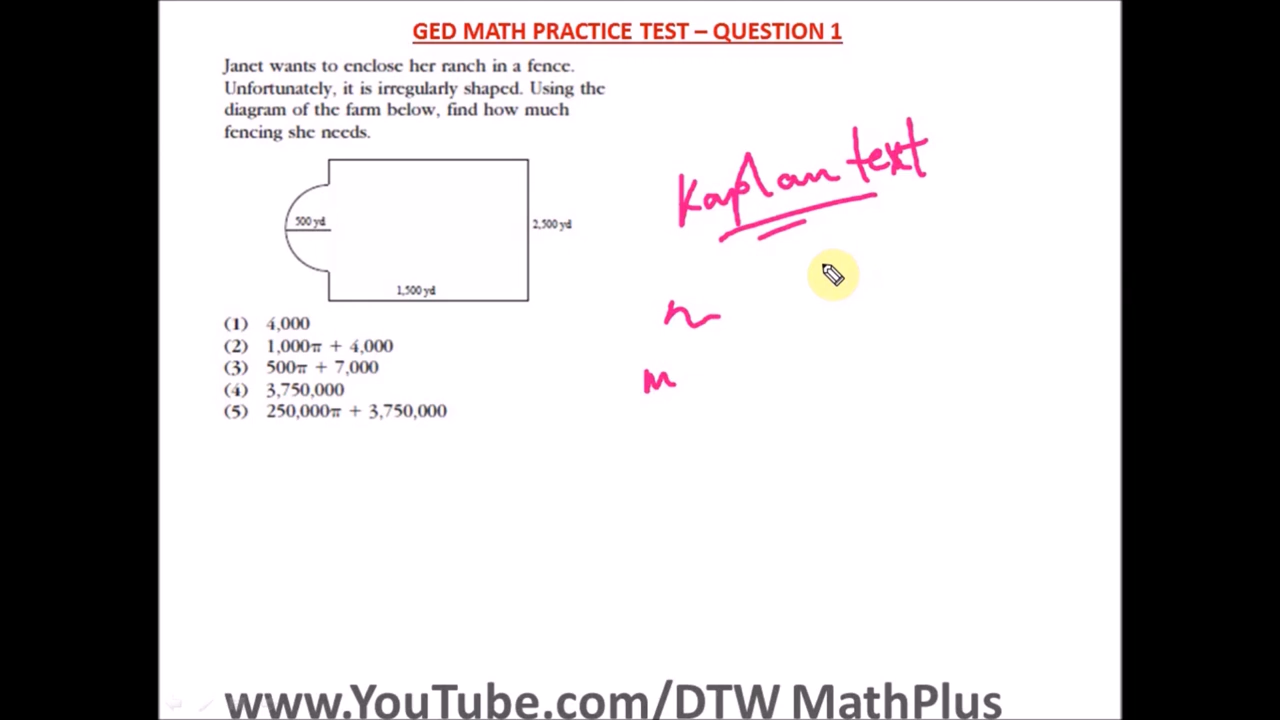 GED MATH PRACTICE TEST – QUESTION 1
Janet wants to enclose her ranch in a fence.
Unfortunately, it is irregularly shaped. Using the
diagram of the farm below, find how much
fencing she needs.
Kaplan text
500 yd
2,500 yd
1,500 yd
(1) 4,000
(2) 1,000π + 4,000
(3) 500π + 7,000
(4) 3,750,000
(5) 250,000π + 3,750,000
www.YouTube.com/DTW MathPlus